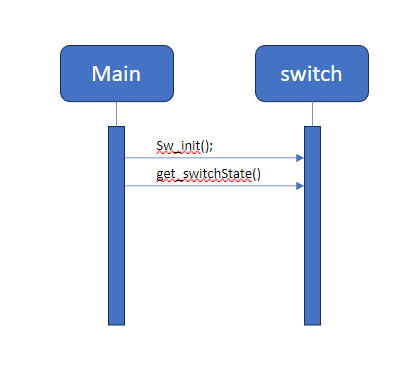 Main
switch
Sw_init();
get_switchState()